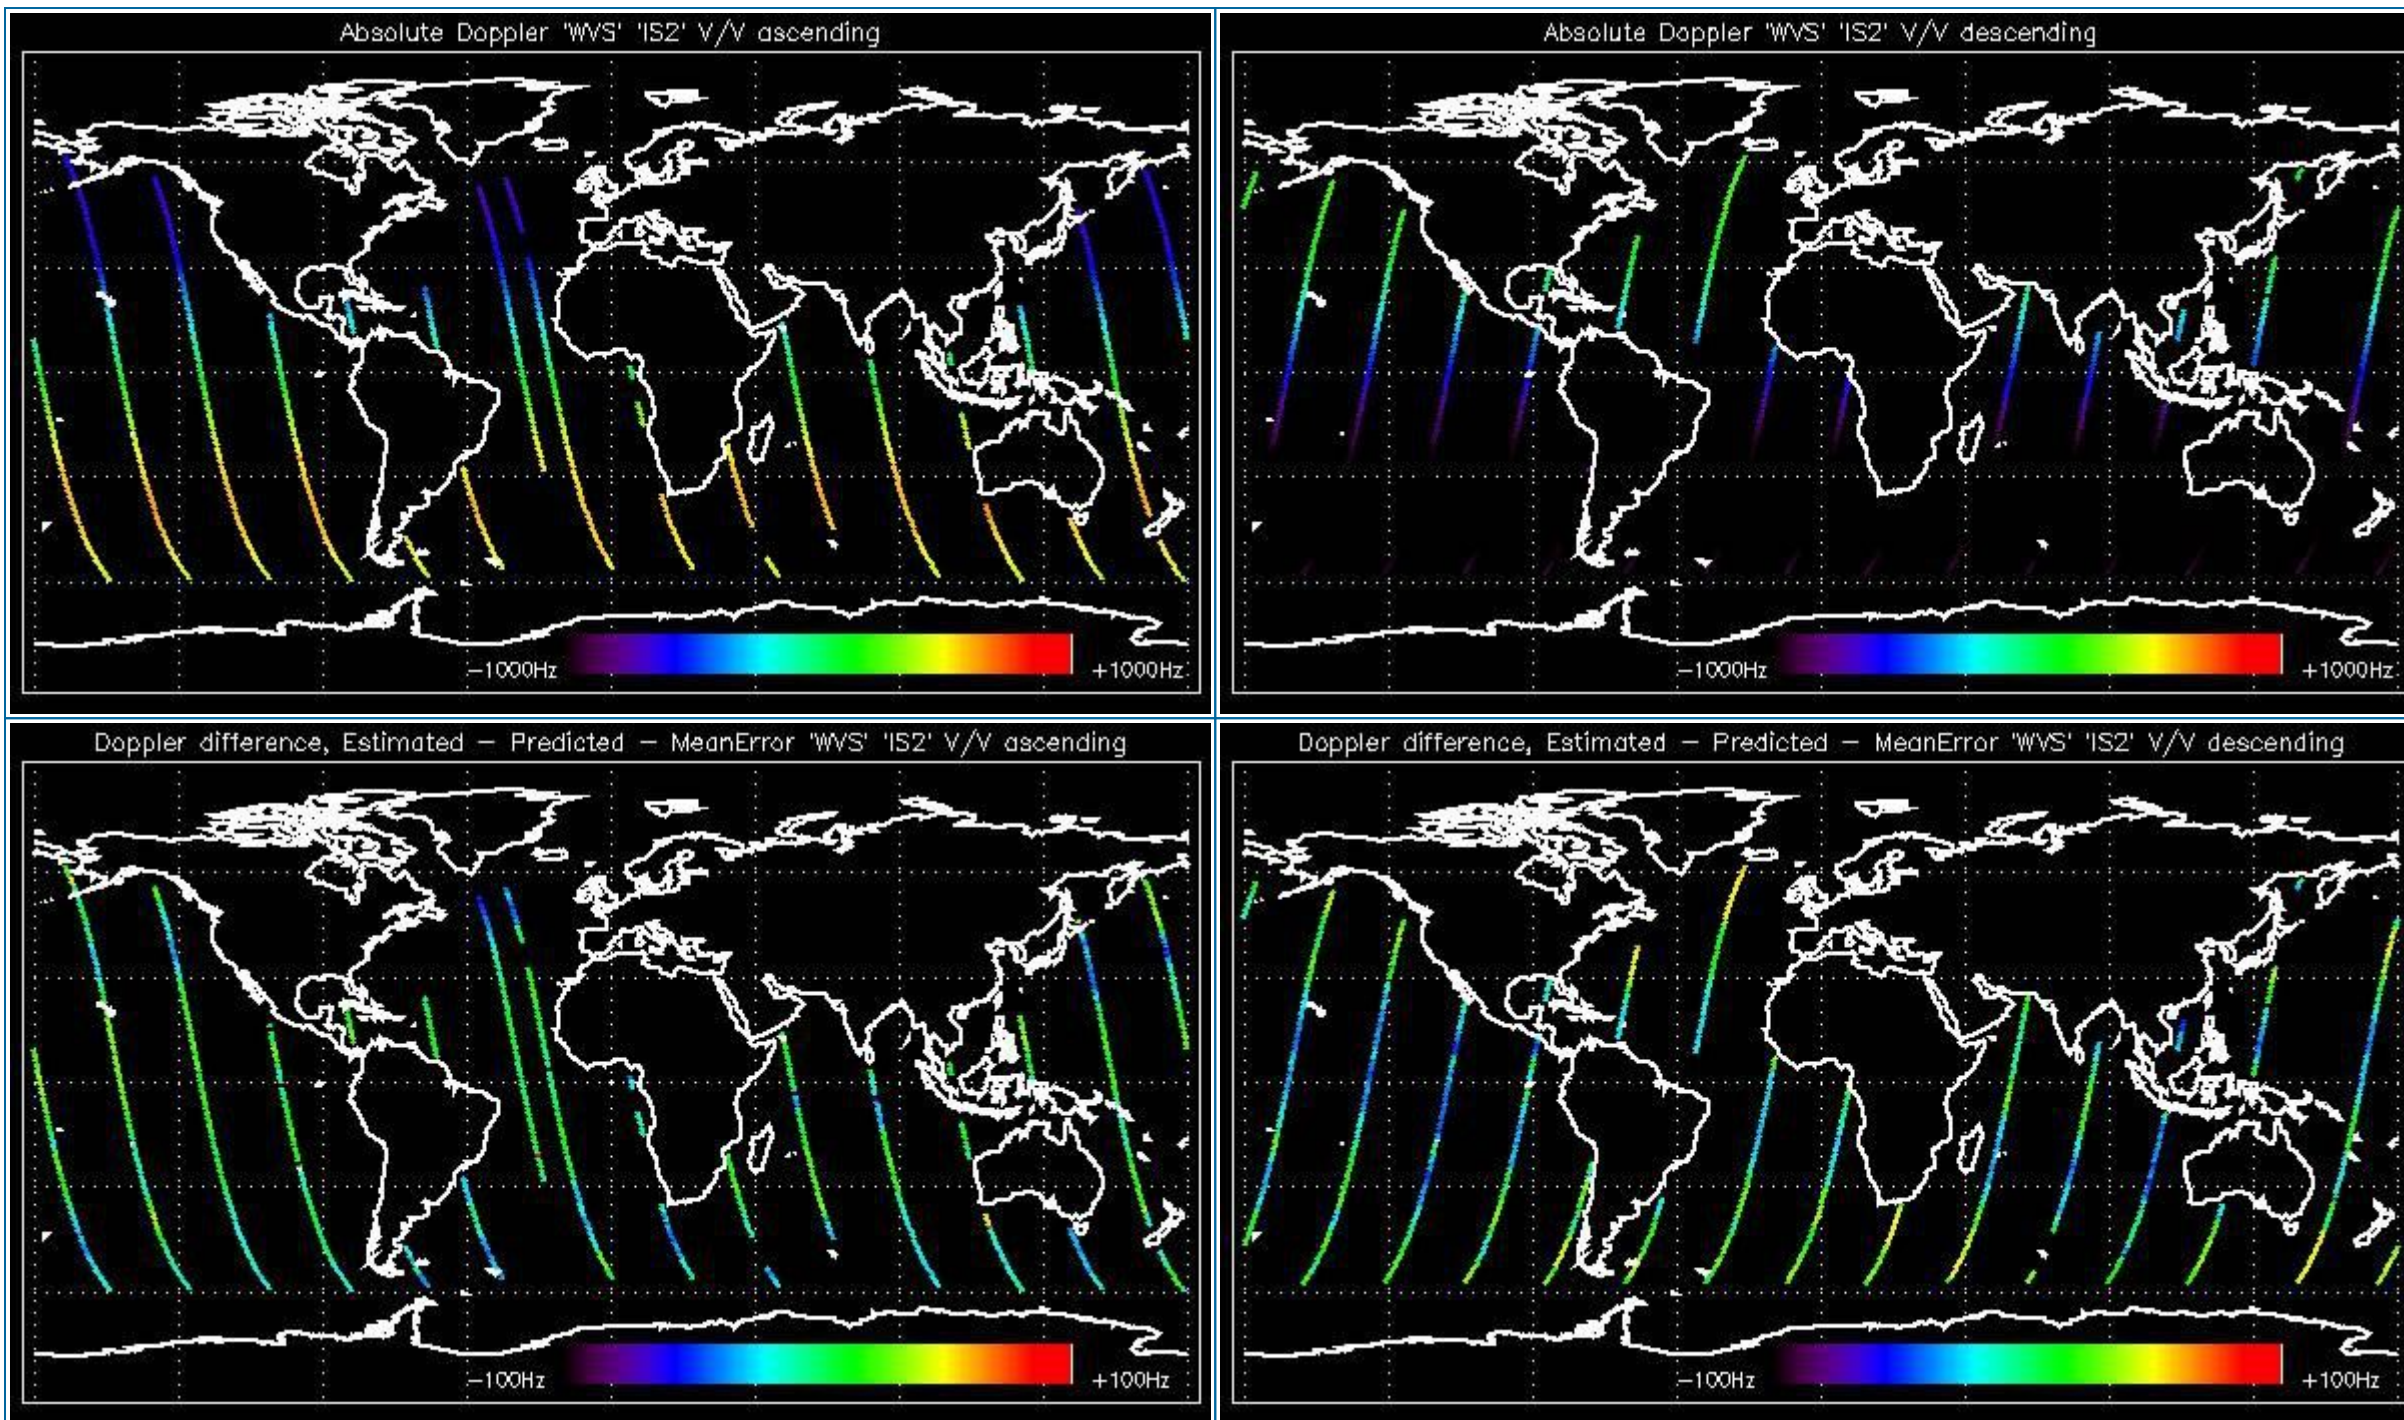 Absolute Doppler 'WVS' 'IS2' V/V ascending
−1000Hz
+1000Hz
Absolute Doppler 'WVS' 'IS2' V/V descending
−1000Hz
+1000Hz
Doppler difference, Estimated − Predicted − MeanError 'WVS' 'IS2' V/V ascending
−100Hz
+100Hz
Doppler difference, Estimated − Predicted − MeanError 'WVS' 'IS2' V/V descending
−100Hz
+100Hz